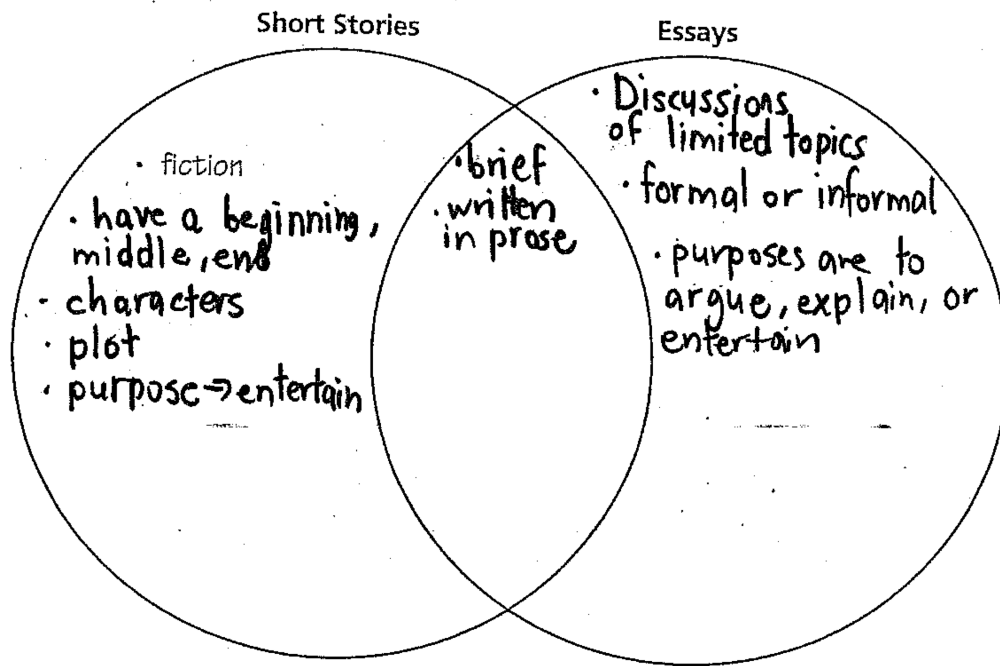 Short Stories
Essays
· fiction
· have a beginning,
middle, end
· characters
· plot
· purpose → entertain
· brief
· written
in prose
· Discussions
of limited topics
· formal or informal
· purposes are to
argue, explain, or
entertain